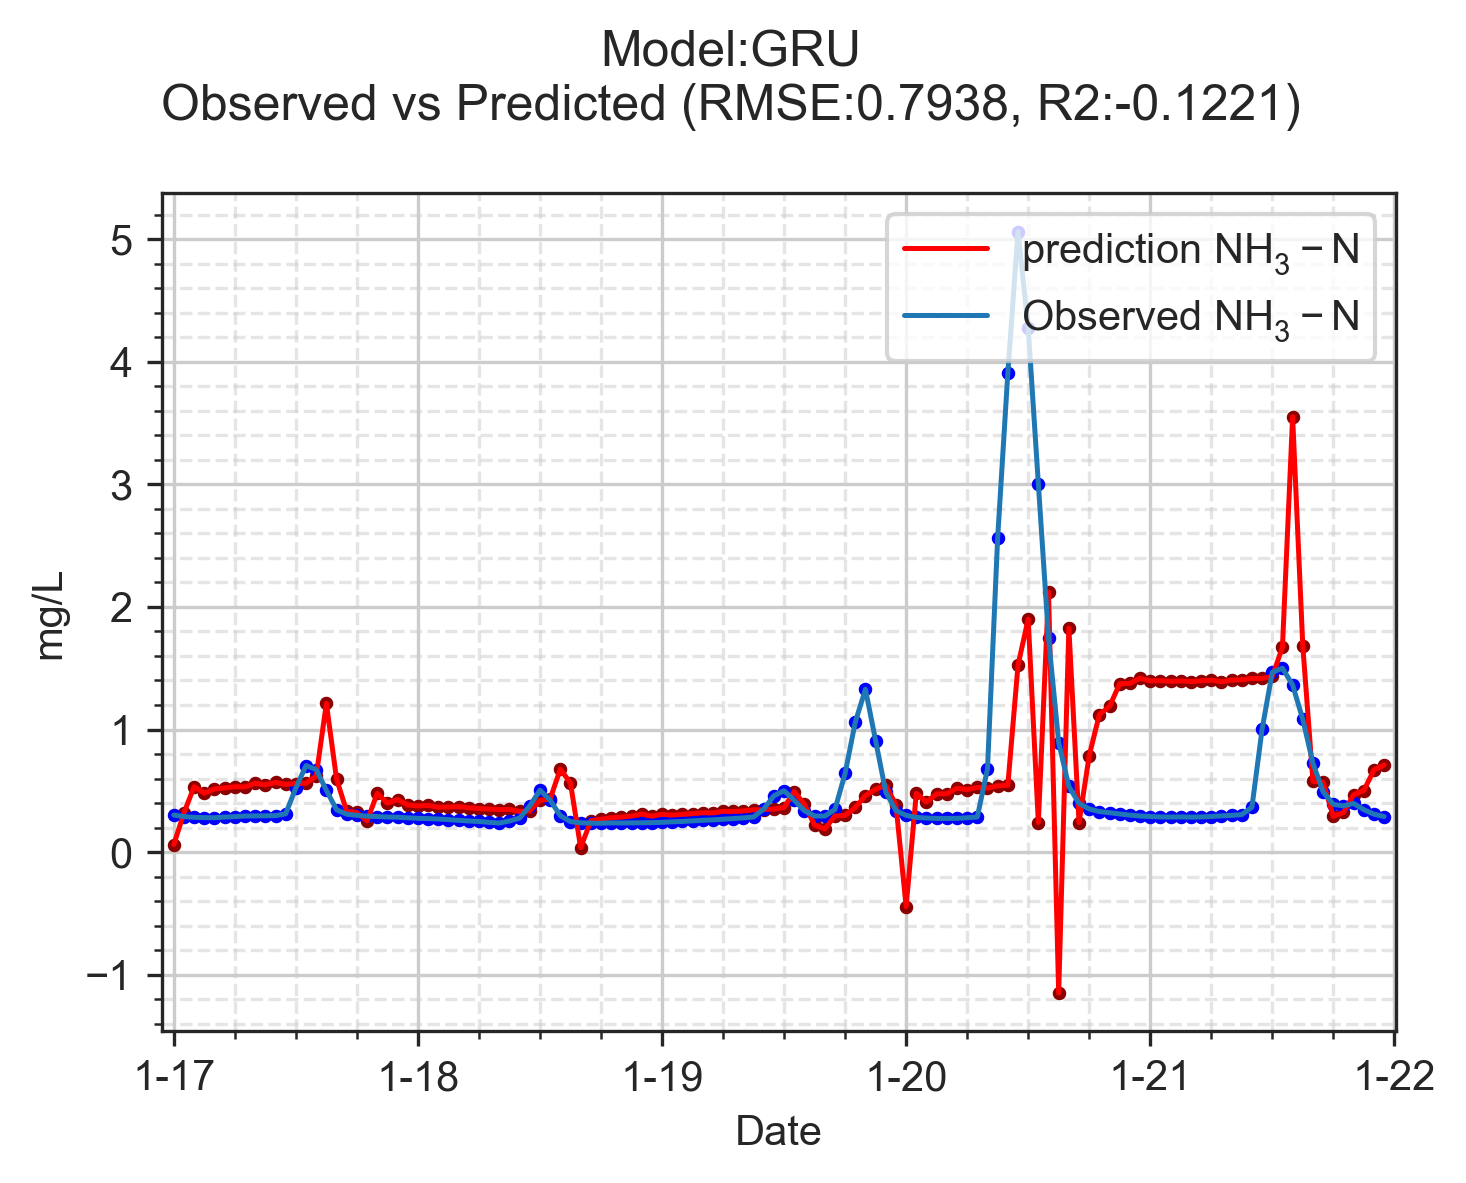 Model:GRU
Observed vs Predicted (RMSE:0.7938, R2:-0.1221)
prediction NH₃ − N
Observed NH₃ − N
5
4
3
2
1
0
−1
mg/L
1-17 1-18 1-19 1-20 1-21 1-22
Date